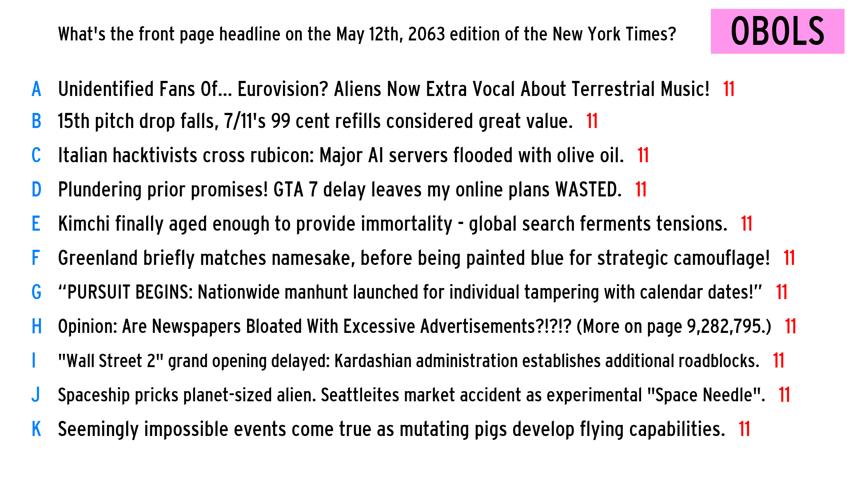 What's the front page headline on the May 12th, 2063 edition of the New York Times?
OBOLS
A Unidentified Fans Of... Eurovision? Aliens Now Extra Vocal About Terrestrial Music! 11
B 15th pitch drop falls, 7/11's 99 cent refills considered great value. 11
C Italian hacktivists cross rubicon: Major AI servers flooded with olive oil. 11
D Plundering prior promises! GTA 7 delay leaves my online plans WASTED. 11
E Kimchi finally aged enough to provide immortality - global search ferments tensions. 11
F Greenland briefly matches namesake, before being painted blue for strategic camouflage! 11
G “PURSUIT BEGINS: Nationwide manhunt launched for individual tampering with calendar dates!” 11
H Opinion: Are Newspapers Bloated With Excessive Advertisements?!?!? (More on page 9,282,795.) 11
I "Wall Street 2" grand opening delayed: Kardashian administration establishes additional roadblocks. 11
J Spaceship pricks planet-sized alien. Seattleites market accident as experimental "Space Needle". 11
K Seemingly impossible events come true as mutating pigs develop flying capabilities. 11